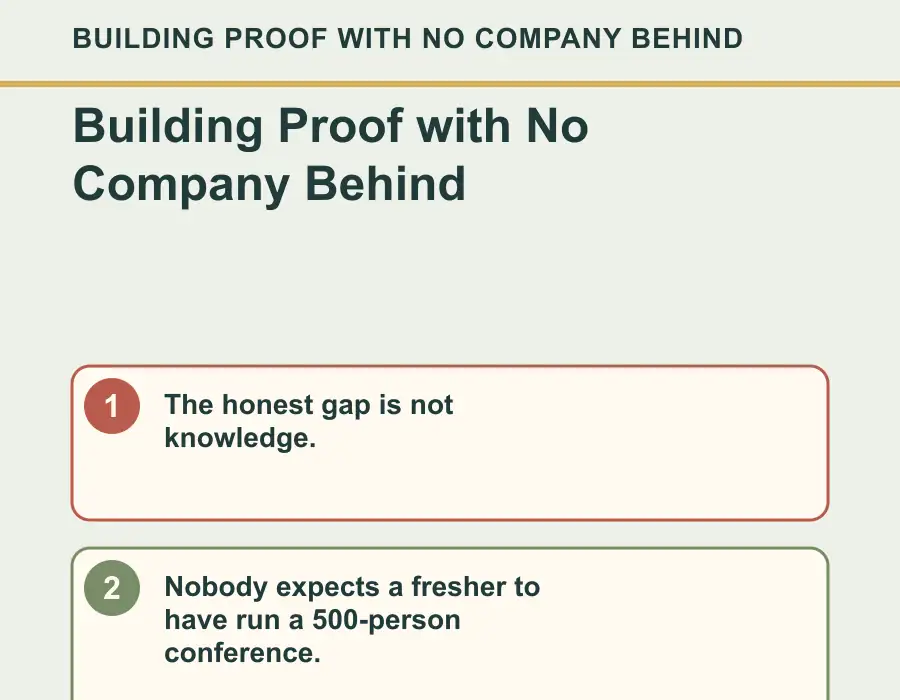 BUILDING PROOF WITH NO COMPANY BEHIND
Building Proof with No
Company Behind
1
The honest gap is not
knowledge.
2
Nobody expects a fresher to
have run a 500-person
conference.